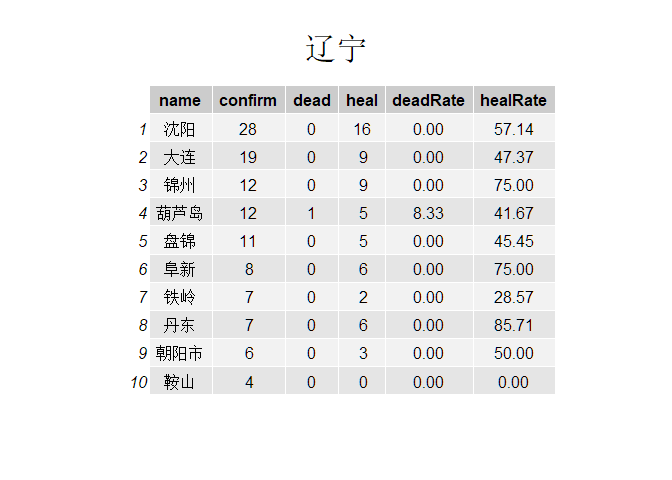 辽宁
name confirm dead heal deadRate healRate
1 沈阳 28 0 16 0.00 57.14
2 大连 19 0 9 0.00 47.37
3 锦州 12 0 9 0.00 75.00
4 葫芦岛 12 1 5 8.33 41.67
5 盘锦 11 0 5 0.00 45.45
6 阜新 8 0 6 0.00 75.00
7 铁岭 7 0 2 0.00 28.57
8 丹东 7 0 6 0.00 85.71
9 朝阳市 6 0 3 0.00 50.00
10 鞍山 4 0 0 0.00 0.00